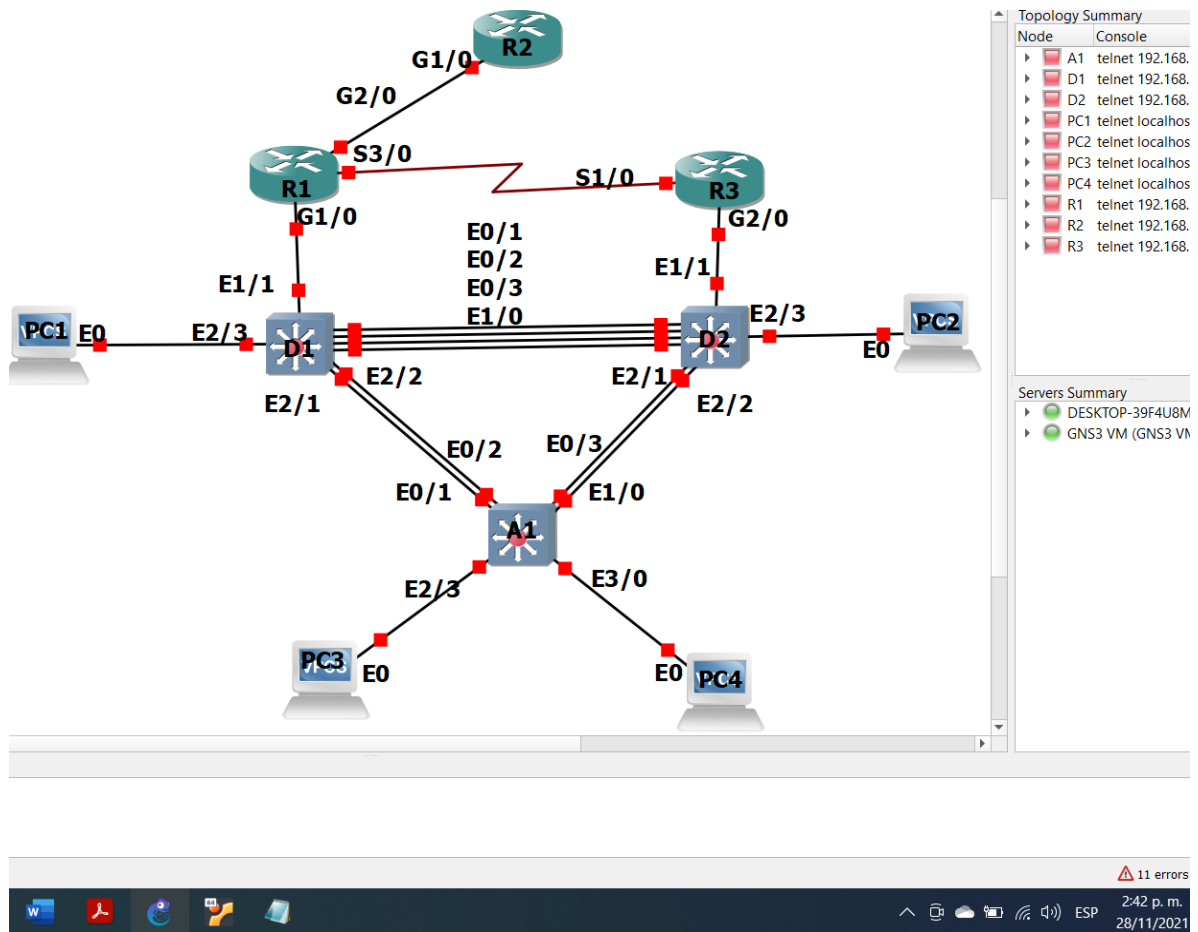 Topology Summary
Node Console
A1 telnet 192.168.
D1 telnet 192.168.
D2 telnet 192.168.
PC1 telnet localhos
PC2 telnet localhos
PC3 telnet localhos
PC4 telnet localhos
R1 telnet 192.168.
R2 telnet 192.168.
R3 telnet 192.168.
R2
G1/0
G2/0
S3/0
R1
S1/0
R3
G1/0
G2/0
E0/1
E0/2
E0/3
E1/0
E1/1
E1/1
PC1 E0
E2/3
D1
D2
E2/3
PC2
E0
E2/2
E2/1
E2/1
E2/2
E0/2
E0/3
E0/1
E1/0
A1
E2/3
E3/0
PC3
E0
E0
PC4
Servers Summary
DESKTOP-39F4U8M
GNS3 VM (GNS3 VM
11 errors
W
64
ESP
2:42 p. m.
28/11/2021